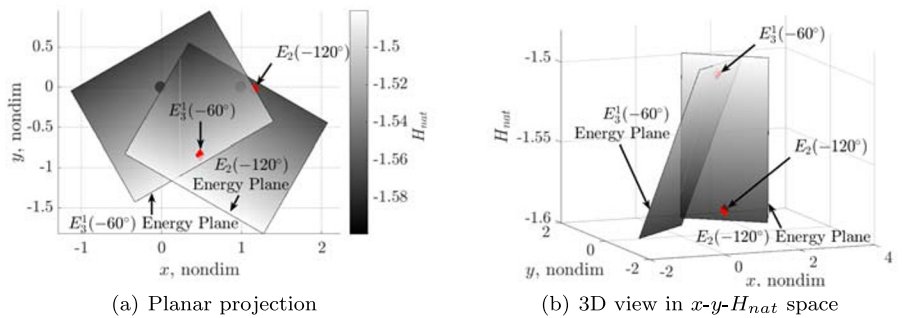 0.5
0
-0.5
-1
-1.5
y, nondim
-1
0
1
2
x, nondim
E₂(−120°)
E₃¹(−60°)
E₂(−120°)
Energy Plane
E₃¹(−60°) Energy Plane
-1.5
-1.52
-1.54
-1.56
-1.58
H_nat
(a) Planar projection
-1.5
-1.55
-1.6
H_nat
E₃¹(−60°)
E₃¹(−60°)
Energy Plane
E₂(−120°)
E₂(−120°) Energy Plane
2
0
-2
y, nondim
-2
0
2
4
x, nondim
(b) 3D view in x-y-H_nat space